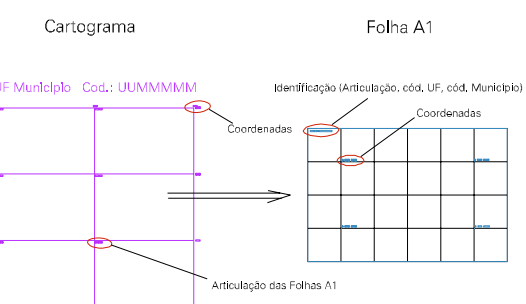 Cartograma
Folha A1
UF Município Cod.: UUMMMMM
Identificação (Articulação, cód. UF, cód. Município)
Coordenadas
Coordenadas
Articulação das Folhas A1